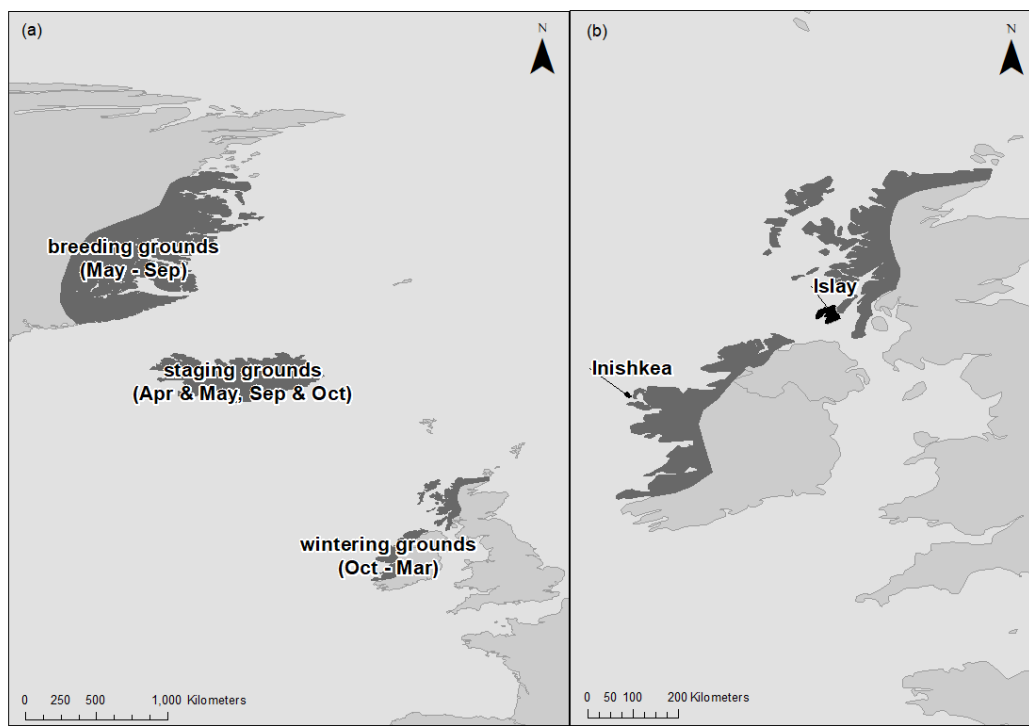 (a)
N
breeding grounds
(May - Sep)
staging grounds
(Apr & May, Sep & Oct)
wintering grounds
(Oct - Mar)
0 250 500 1,000 Kilometers
(b)
N
Islay
Inishkea
0 50 100 200 Kilometers